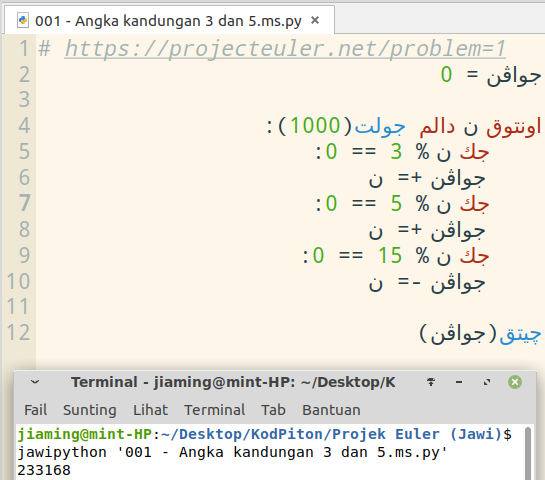 001 - Angka kandungan 3 dan 5.ms.py ×
1 # https://projecteuler.net/problem=1
2 جواڤن = 0
3
4 اونتوق ن دالم جولت(1000):
5 جك ن % 3 == 0:
6 جواڤن += ن
7 جك ن % 5 == 0:
8 جواڤن += ن
9 جك ن % 15 == 0:
10 جواڤن -= ن
11
12 چيتق(جواڤن)
Terminal - jiaming@mint-HP: ~/Desktop/K
Fail Sunting Lihat Terminal Tab Bantuan
jiaming@mint-HP:~/Desktop/KodPiton/Projek Euler (Jawi)$
jawipython '001 - Angka kandungan 3 dan 5.ms.py'
233168